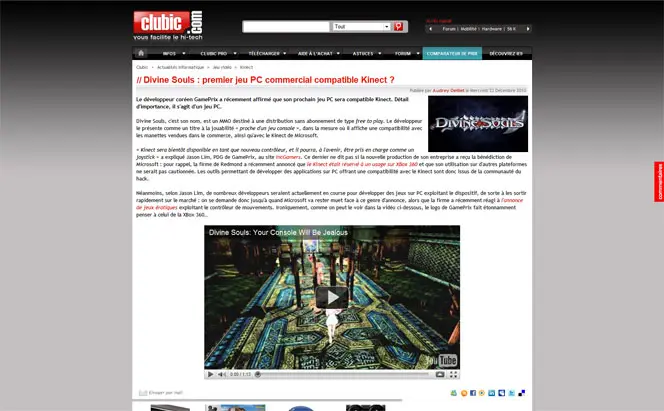 clubic.com
vous facilite le hi-tech
Tout
Forum | Mobilité | Hardware | Se 8
INFOS
CLUBIC PRO
TÉLÉCHARGER
AIDE À L'ACHAT
ASTUCES
FORUM
COMPARATEUR DE PRIX
DÉCOUVREZ IE9
Clubic > Actualités informatique > Jeu vidéo > Kinect
// Divine Souls : premier jeu PC commercial compatible Kinect ?
Publiée par Audrey Oeillet le Mercredi 22 Décembre 2010
Le développeur coréen GamePrix a récemment affirmé que son prochain jeu PC sera compatible Kinect. Détail
d'importance, il s'agit d'un jeu PC.
DIVINE SOULS
Divine Souls, c'est son nom, est un MMO destiné à une distribution sans abonnement de type free to play. Le développeur
le présente comme un titre à la jouabilité « proche d'un jeu console », dans la mesure où il affiche une compatibilité avec
les manettes vendues dans le commerce, ainsi qu'avec le Kinect de Microsoft.
« Kinect sera bientôt disponible en tant que nouveau contrôleur, et il pourra, à l'avenir, être pris en charge comme un
joystick » a expliqué Jason Lim, PDG de GamePrix, au site IncGamers. Ce dernier ne dit pas si la nouvelle production de son entreprise a reçu la bénédiction de
Microsoft : pour rappel, la firme de Redmond a récemment annoncé que le Kinect était réservé à un usage sur Xbox 360 et que son utilisation sur d'autres plateformes
ne serait pas cautionnée. Les outils permettant de développer des applications sur PC offrant une compatibilité avec le Kinect sont donc issus de la communauté du
hack.
Néanmoins, selon Jason Lim, de nombreux développeurs seraient actuellement en course pour développer des jeux sur PC exploitant le dispositif, de sorte à les sortir
rapidement sur le marché : on se demande donc jusqu'à quand Microsoft va rester muet face à ce genre d'annonce, alors que la firme a récemment réagi à l'annonce
de jeux érotiques exploitant le contrôle de mouvements. Ironiquement, comme on peut le voir dans la vidéo ci-dessous, le logo de GamePrix fait étonnamment
penser à celui de la Xbox 360..
Divine Souls: Your Console Will Be Jealous
YouTube
0:00 / 1:13
Envoyer par mail
commentaires